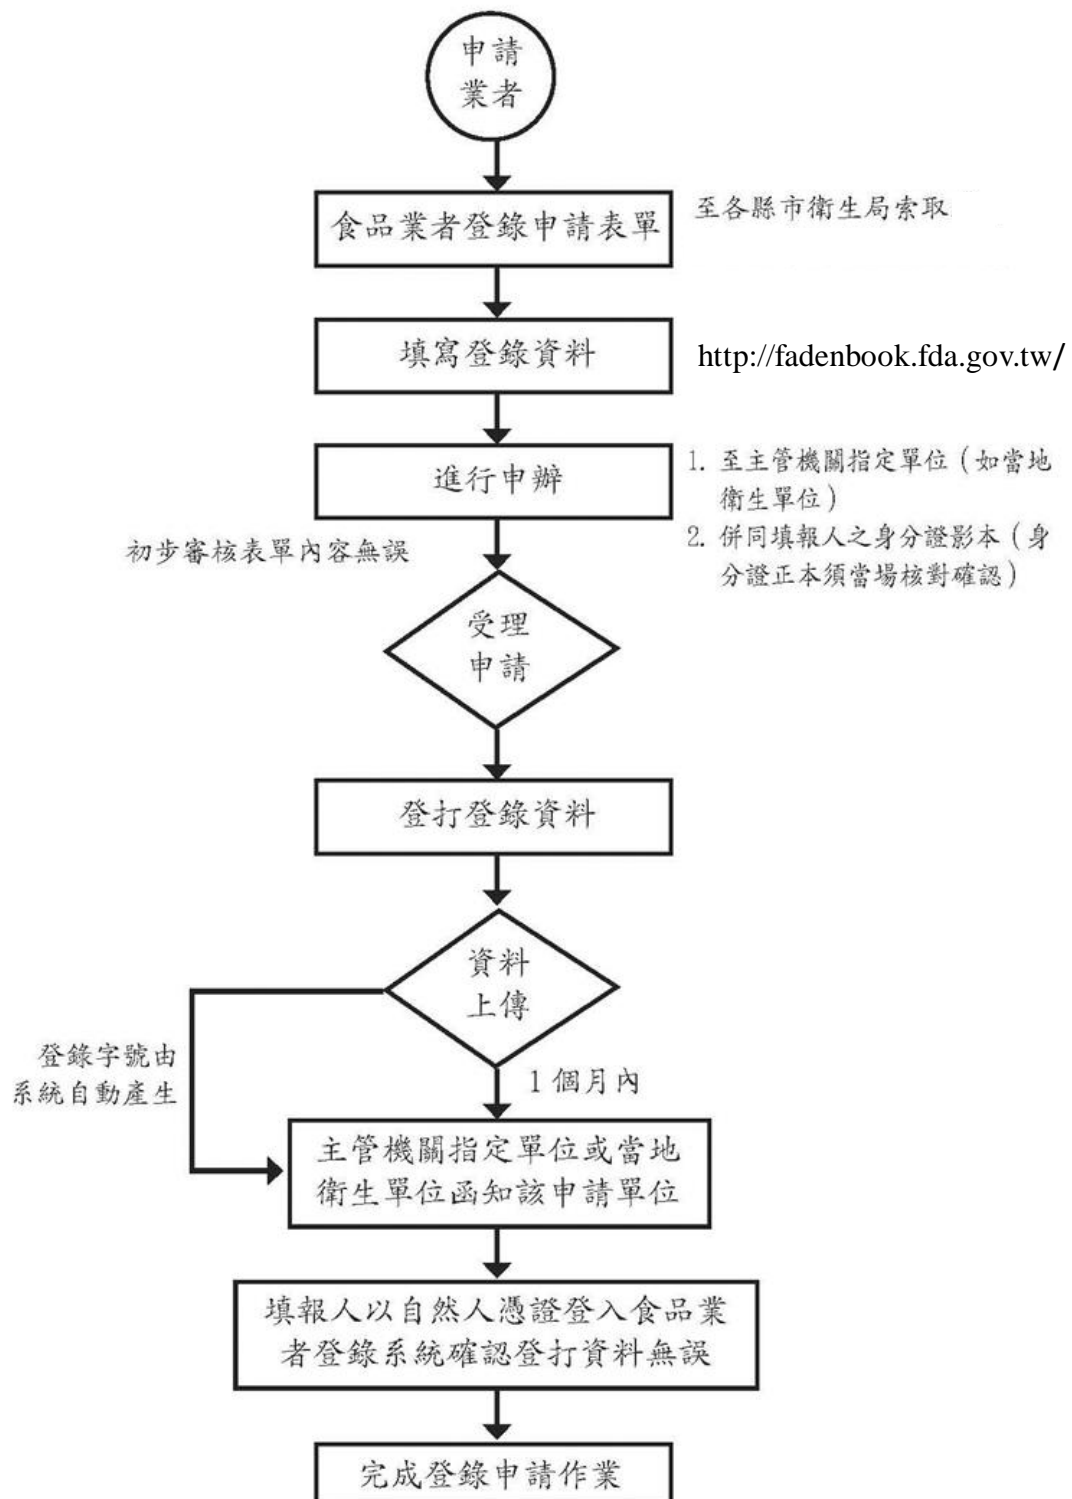 申請
業者
食品業者登錄申請表單
至各縣市衛生局索取
填寫登錄資料
http://fadenbook.fda.gov.tw/
進行申辦
1. 至主管機關指定單位（如當地
衛生單位）
2. 併同填報人之身分證影本（身
分證正本須當場核對確認）
初步審核表單內容無誤
受理
申請
登打登錄資料
資料
上傳
登錄字號由
系統自動產生
1 個月內
主管機關指定單位或當地
衛生單位函知該申請單位
填報人以自然人憑證登入食品業
者登錄系統確認登打資料無誤
完成登錄申請作業